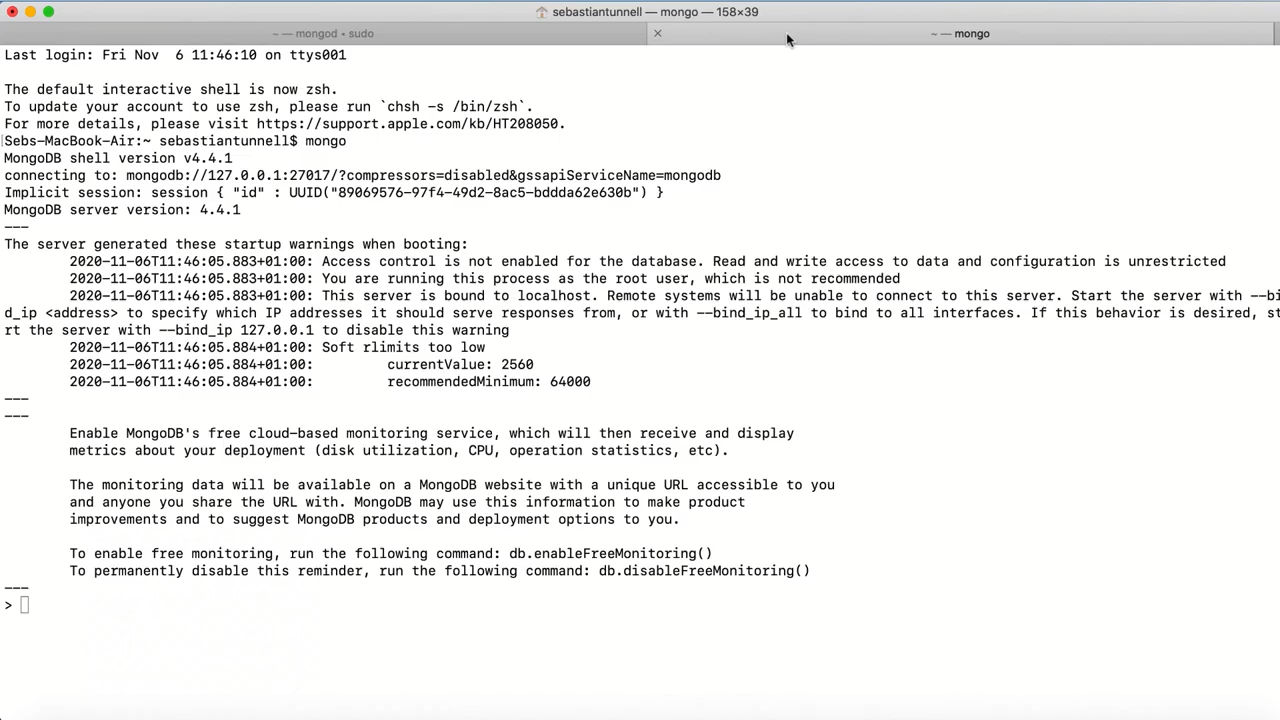 sebastiantunnell — mongo — 158×39
~ — mongod • sudo
~ — mongo
Last login: Fri Nov  6 11:46:10 on ttys001
The default interactive shell is now zsh.
To update your account to use zsh, please run `chsh -s /bin/zsh`.
For more details, please visit https://support.apple.com/kb/HT208050.
Sebs-MacBook-Air:~ sebastiantunnell$ mongo
MongoDB shell version v4.4.1
connecting to: mongodb://127.0.0.1:27017/?compressors=disabled&gssapiServiceName=mongodb
Implicit session: session { "id" : UUID("89069576-97f4-49d2-8ac5-bddda62e630b") }
MongoDB server version: 4.4.1
---
The server generated these startup warnings when booting:
2020-11-06T11:46:05.883+01:00: Access control is not enabled for the database. Read and write access to data and configuration is unrestricted
2020-11-06T11:46:05.883+01:00: You are running this process as the root user, which is not recommended
2020-11-06T11:46:05.883+01:00: This server is bound to localhost. Remote systems will be unable to connect to this server. Start the server with --bi
d_ip <address> to specify which IP addresses it should serve responses from, or with --bind_ip_all to bind to all interfaces. If this behavior is desired, st
rt the server with --bind_ip 127.0.0.1 to disable this warning
2020-11-06T11:46:05.884+01:00: Soft rlimits too low
2020-11-06T11:46:05.884+01:00:         currentValue: 2560
2020-11-06T11:46:05.884+01:00:         recommendedMinimum: 64000
---
---
Enable MongoDB's free cloud-based monitoring service, which will then receive and display
metrics about your deployment (disk utilization, CPU, operation statistics, etc).
The monitoring data will be available on a MongoDB website with a unique URL accessible to you
and anyone you share the URL with. MongoDB may use this information to make product
improvements and to suggest MongoDB products and deployment options to you.
To enable free monitoring, run the following command: db.enableFreeMonitoring()
To permanently disable this reminder, run the following command: db.disableFreeMonitoring()
---
>